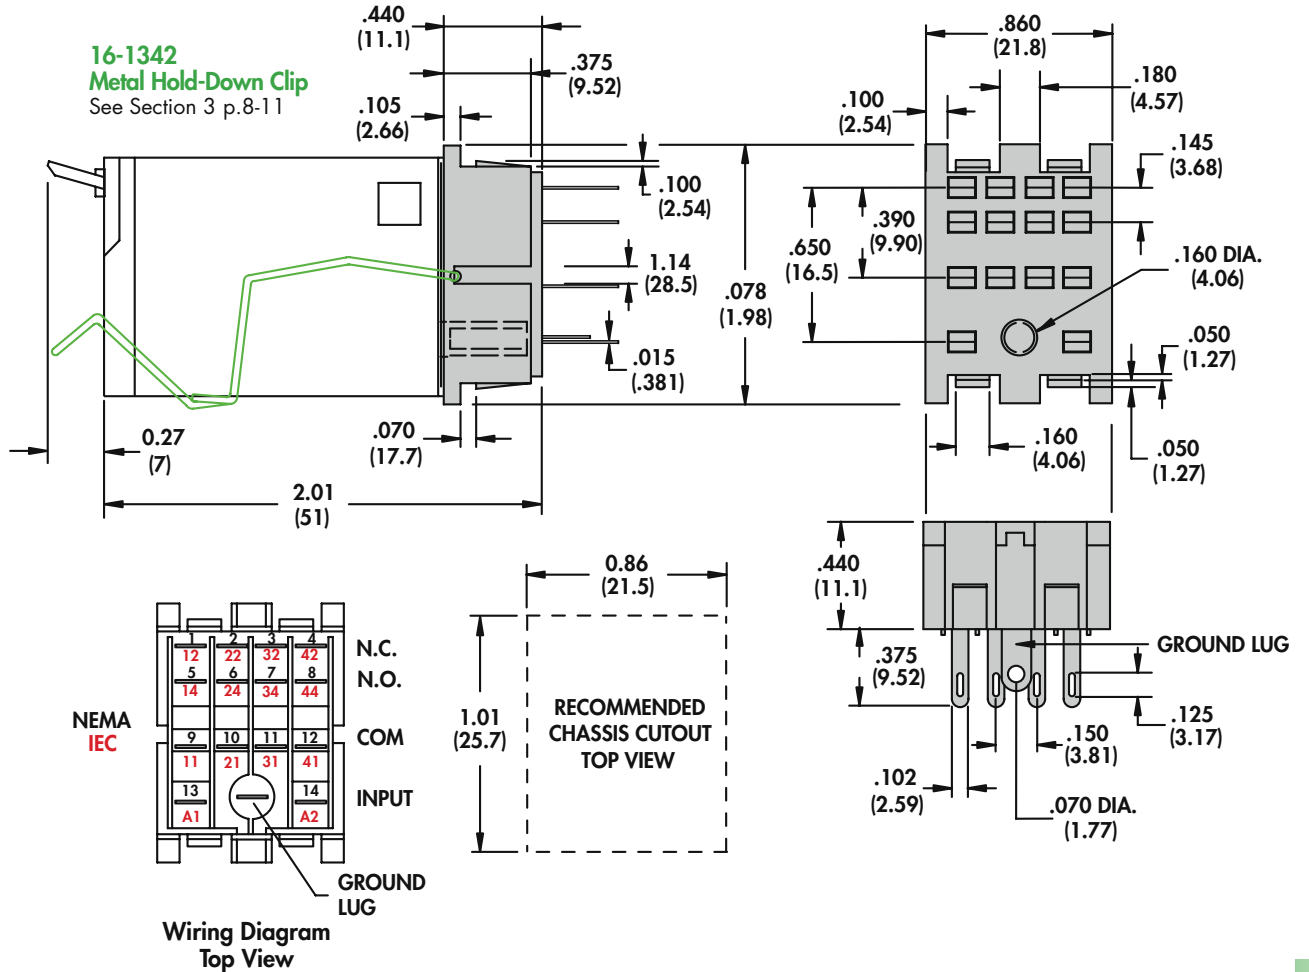 16-1342
Metal Hold-Down Clip
See Section 3 p.8-11
.440
(11.1)
.375
(9.52)
.105
(2.66)
.100
(2.54)
1.14
(28.5)
.015
(.381)
.070
(17.7)
0.27
(7)
2.01
(51)
.078
(1.98)
.860
(21.8)
.180
(4.57)
.100
(2.54)
.145
(3.68)
.390
(9.90)
.650
(16.5)
.160 DIA.
(4.06)
.050
(1.27)
.160
(4.06)
.050
(1.27)
.440
(11.1)
.375
(9.52)
GROUND LUG
.125
(3.17)
.150
(3.81)
.102
(2.59)
.070 DIA.
(1.77)
0.86
(21.5)
1.01
(25.7)
RECOMMENDED
CHASSIS CUTOUT
TOP VIEW
NEMA
IEC
1 2 3 4 N.C.
12 22 32 42
5 6 7 8 N.O.
14 24 34 44
9 10 11 12 COM
11 21 31 41
13 14 INPUT
A1 A2
GROUND
LUG
Wiring Diagram
Top View